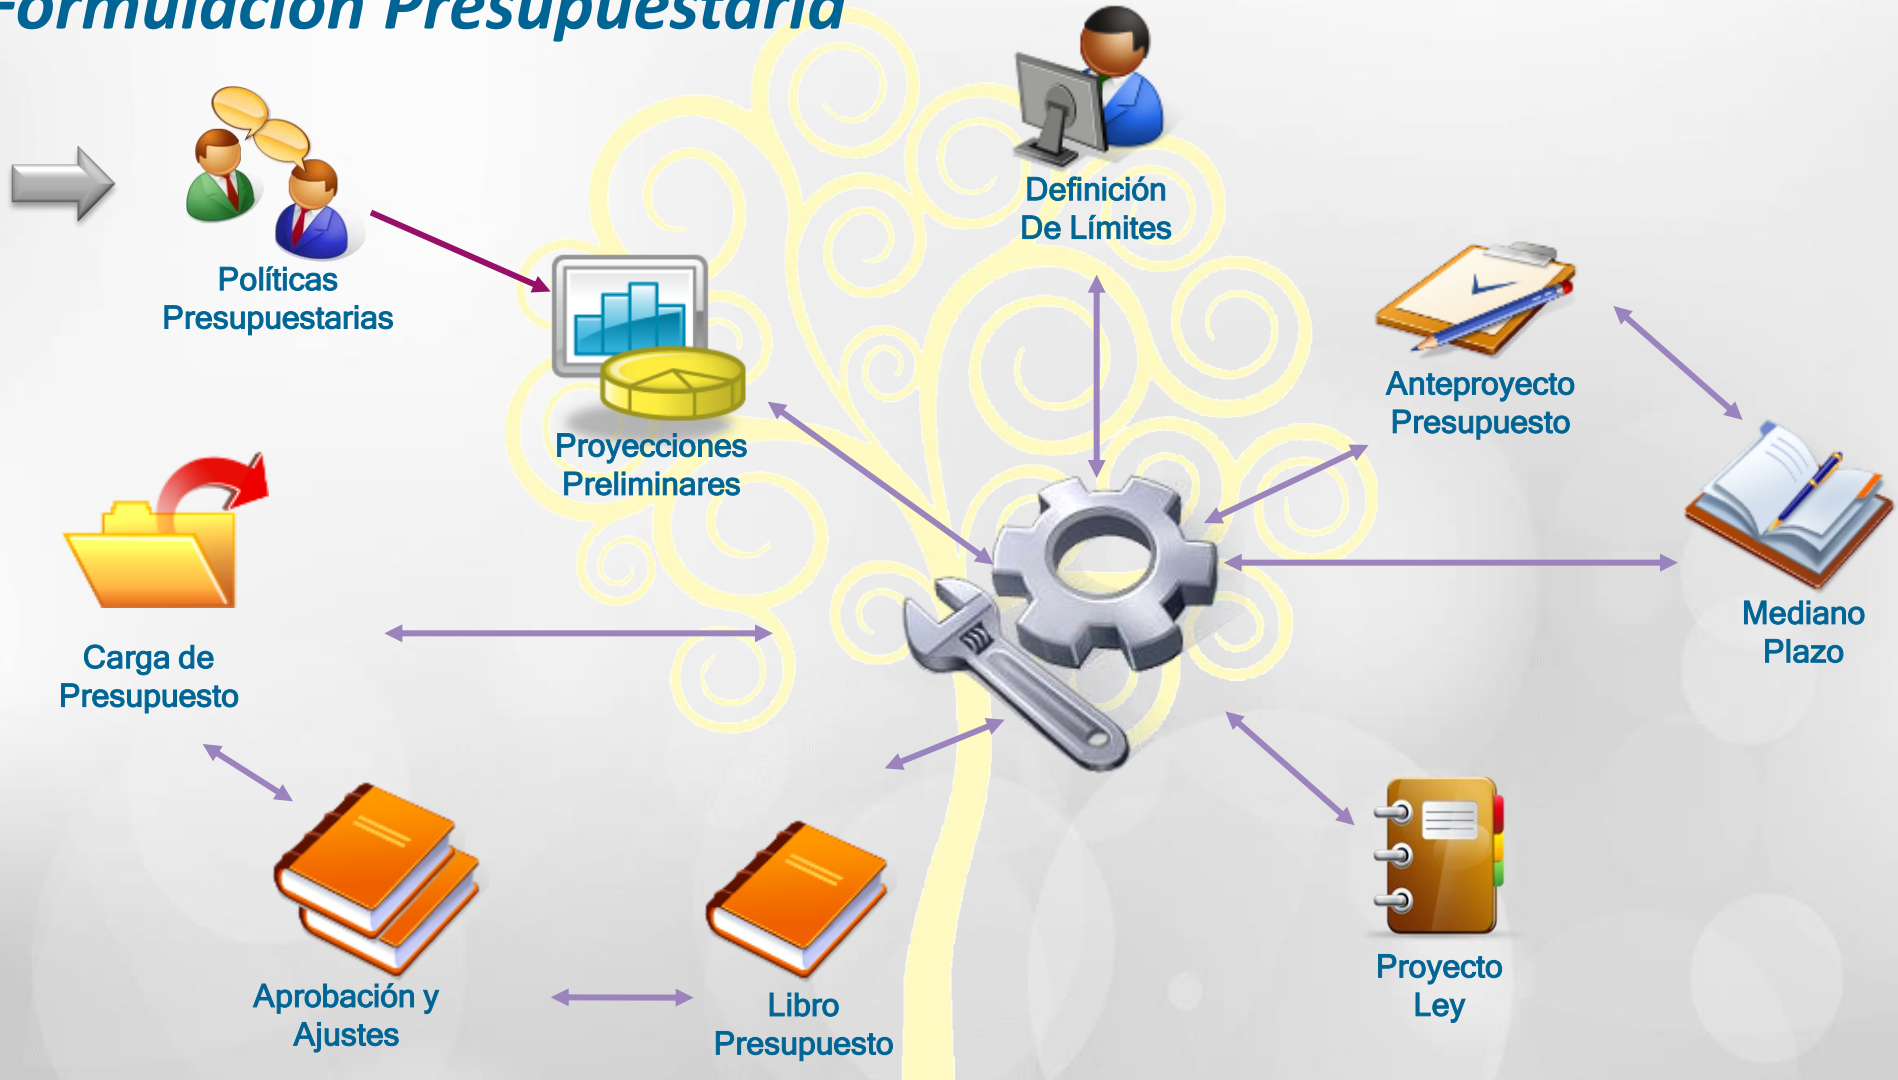 Formulación Presupuestaria
Definición
De Límites
Políticas
Presupuestarias
Anteproyecto
Presupuesto
Proyecciones
Preliminares
Mediano
Plazo
Carga de
Presupuesto
Proyecto
Ley
Aprobación y
Ajustes
Libro
Presupuesto